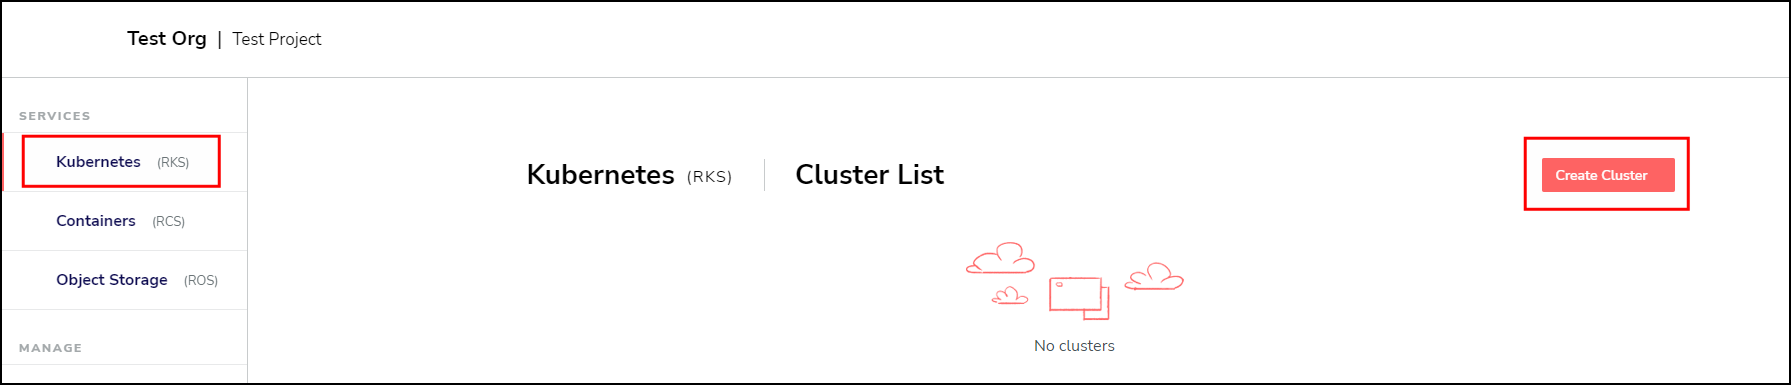 Test Org | Test Project
SERVICES
Kubernetes (RKS)
Containers (RCS)
Object Storage (ROS)
MANAGE
Kubernetes (RKS) Cluster List
Create Cluster
No clusters